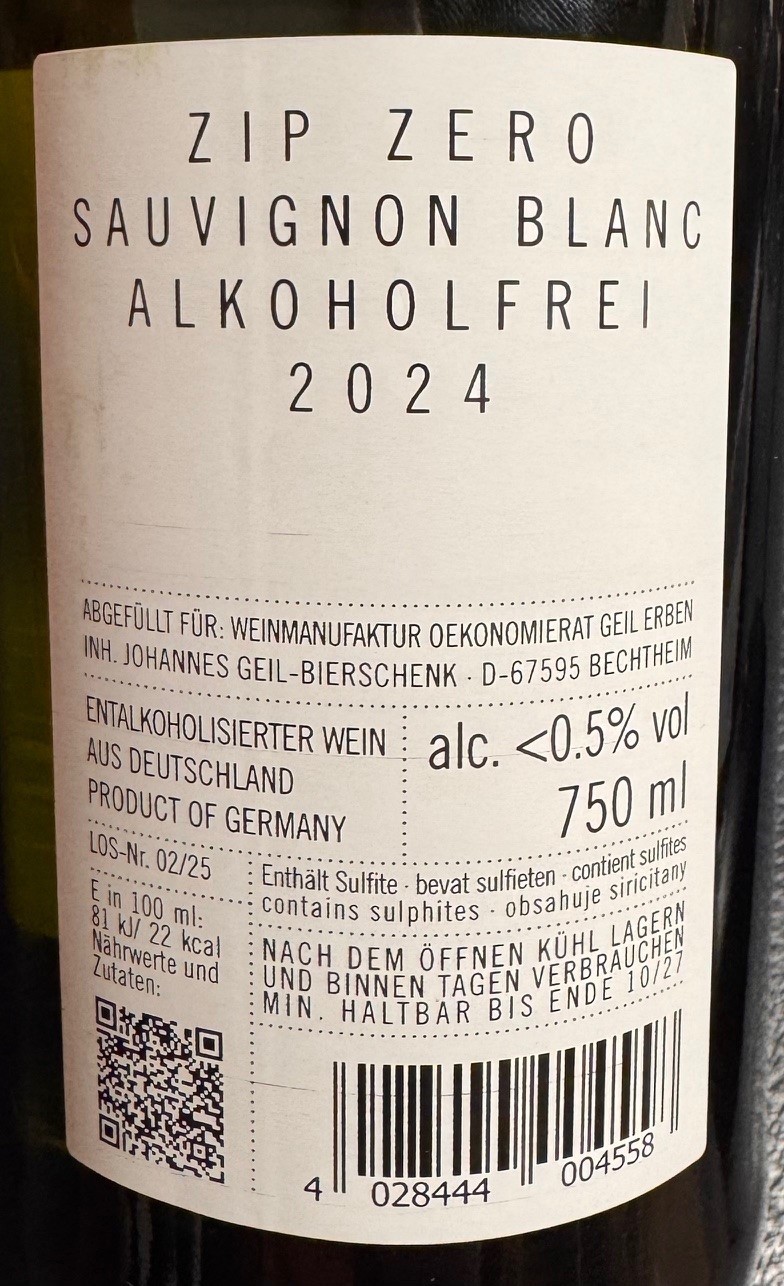 ZIP ZERO
SAUVIGNON BLANC
ALKOHOLFREI
2024
ABGEFÜLLT FÜR: WEINMANUFAKTUR OEKONOMIERAT GEIL ERBEN
INH. JOHANNES GEIL-BIERSCHENK · D-67595 BECHTHEIM
ENTALKOHOLISIERTER WEIN
AUS DEUTSCHLAND
PRODUCT OF GERMANY
alc. <0.5% vol
750 ml
LOS-Nr. 02/25
E in 100 ml:
81 kJ/ 22 kcal
Nährwerte und
Zutaten:
Enthält Sulfite · bevat sulfieten · contient sulfites
contains sulphites · obsahuje siricitany
NACH DEM ÖFFNEN KÜHL LAGERN
UND BINNEN TAGEN VERBRAUCHEN
MIN. HALTBAR BIS ENDE 10/27
4 028444 004558